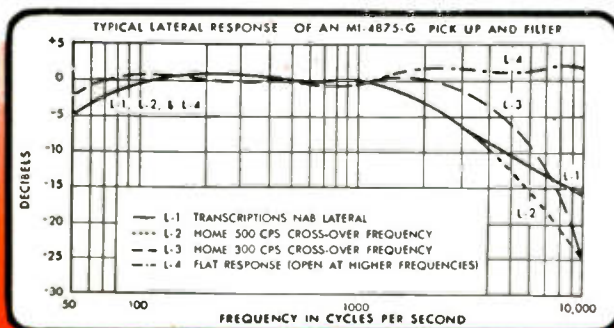 TYPICAL LATERAL RESPONSE OF AN MI-4875-G PICK UP AND FILTER
+5
0
-5
-10
-15
-20
-25
-30
DECIBELS
L-1, L-2, & L-4
L-4
L-3
L-1
L-2
L-1 TRANSCRIPTIONS NAB LATERAL
L-2 HOME 500 CPS CROSS-OVER FREQUENCY
L-3 HOME 300 CPS CROSS-OVER FREQUENCY
L-4 FLAT RESPONSE (OPEN AT HIGHER FREQUENCIES)
50 100 1000 10,000
FREQUENCY IN CYCLES PER SECOND